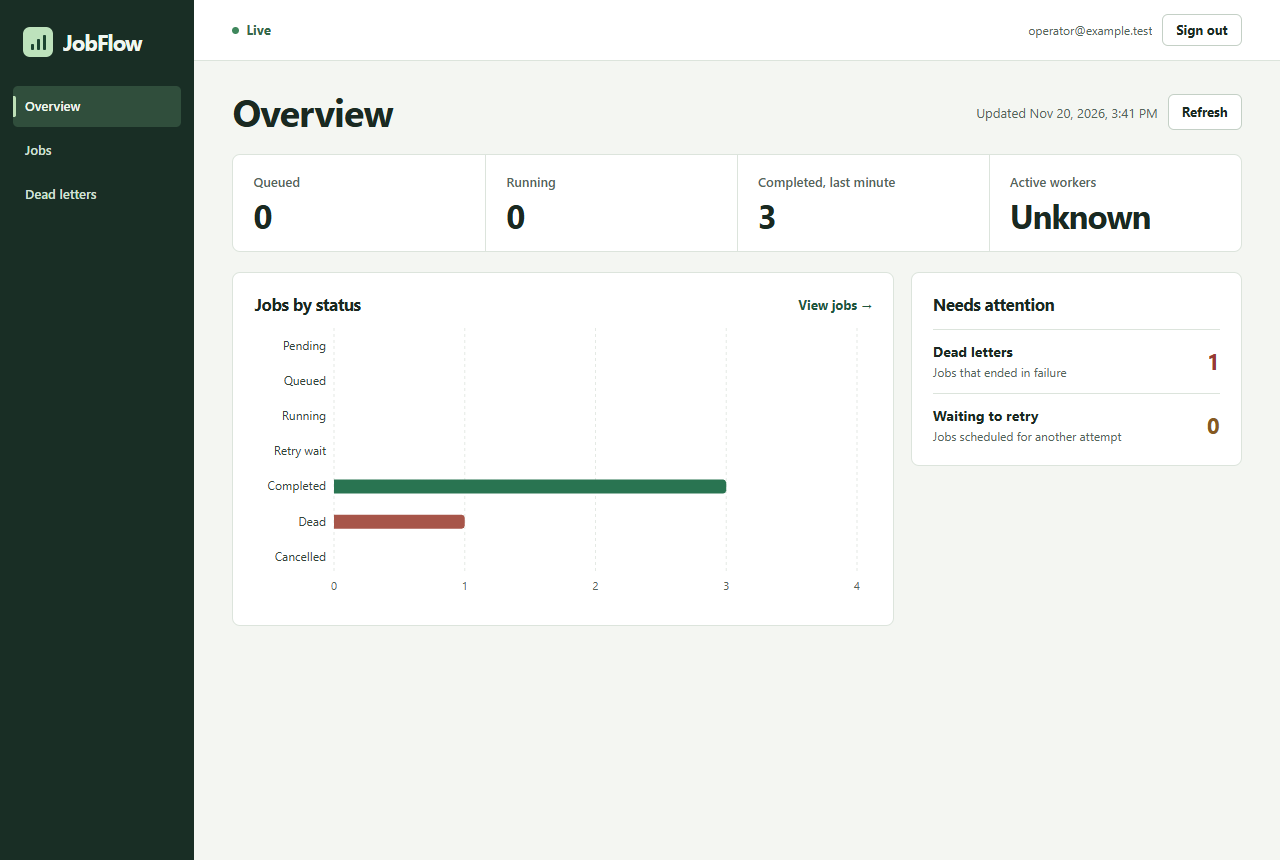 JobFlow
Live
operator@example.test
Sign out
Overview
Jobs
Dead letters
Overview
Updated Nov 20, 2026, 3:41 PM
Refresh
Queued
0
Running
0
Completed, last minute
3
Active workers
Unknown
Jobs by status
View jobs →
Pending
Queued
Running
Retry wait
Completed
Dead
Cancelled
0 1 2 3 4
Needs attention
Dead letters
Jobs that ended in failure
1
Waiting to retry
Jobs scheduled for another attempt
0